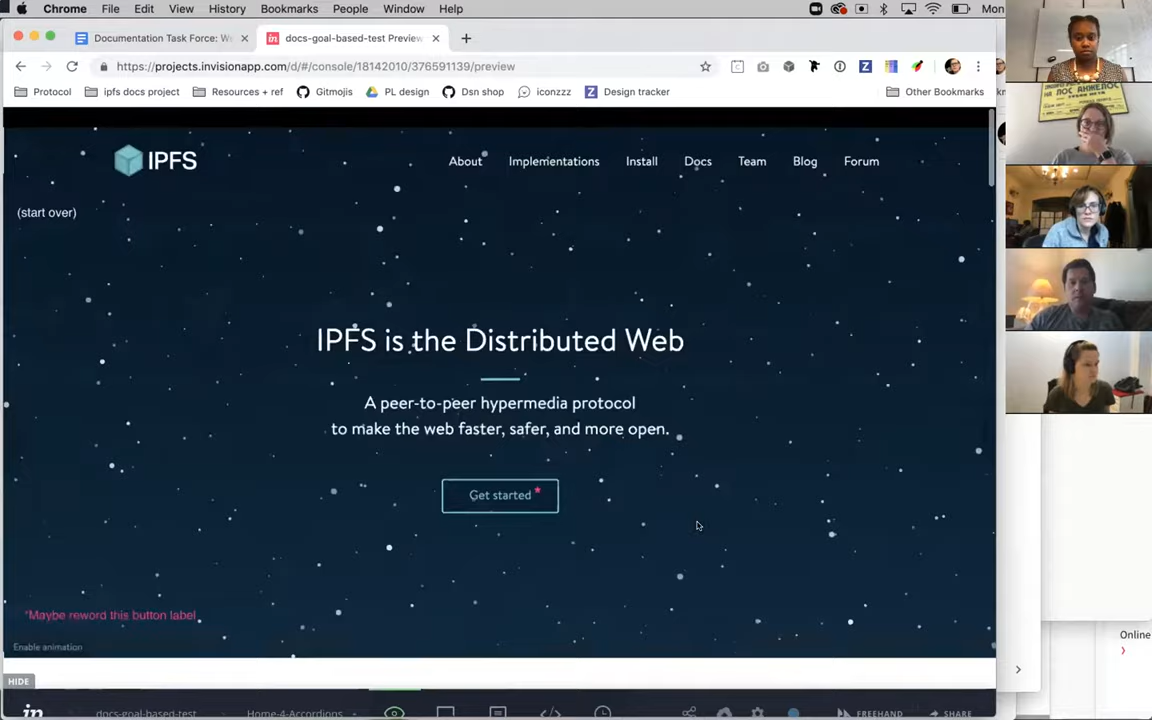 Chrome File Edit View History Bookmarks People Window Help Mon
Documentation Task Force: We
docs-goal-based-test Preview
https://projects.invisionapp.com/d/#/console/18142010/376591139/preview
Protocol ipfs docs project Resources + ref Gitmojis PL design Dsn shop iconzzz Design tracker Other Bookmarks
IPFS
About Implementations Install Docs Team Blog Forum
(start over)
IPFS is the Distributed Web
A peer-to-peer hypermedia protocol
to make the web faster, safer, and more open.
Get started *
*Maybe reword this button label
Enable animation
HIDE
Online
in docs-goal-based-test Home-4-Accordions FREEHAND SHARE